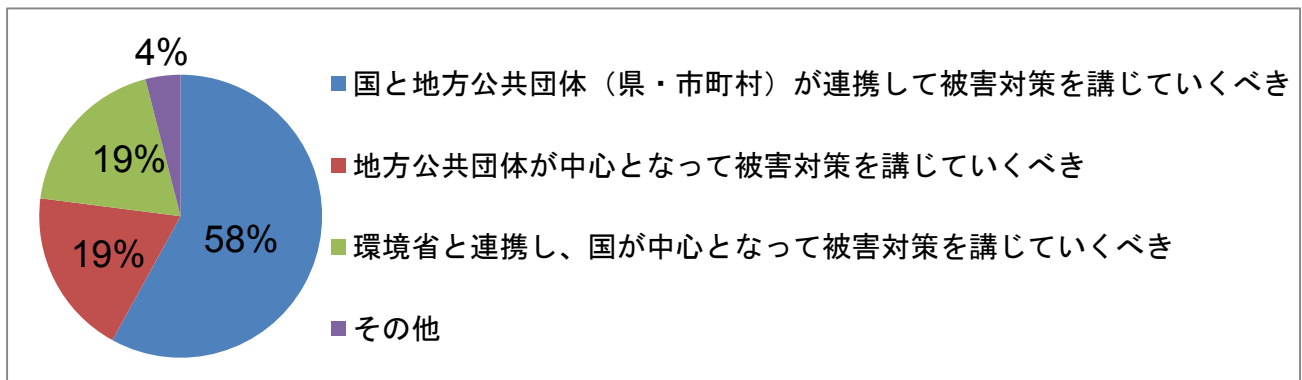 4%
19%
19%
58%
国と地方公共団体（県・市町村）が連携して被害対策を講じていくべき
地方公共団体が中心となって被害対策を講じていくべき
環境省と連携し、国が中心となって被害対策を講じていくべき
その他